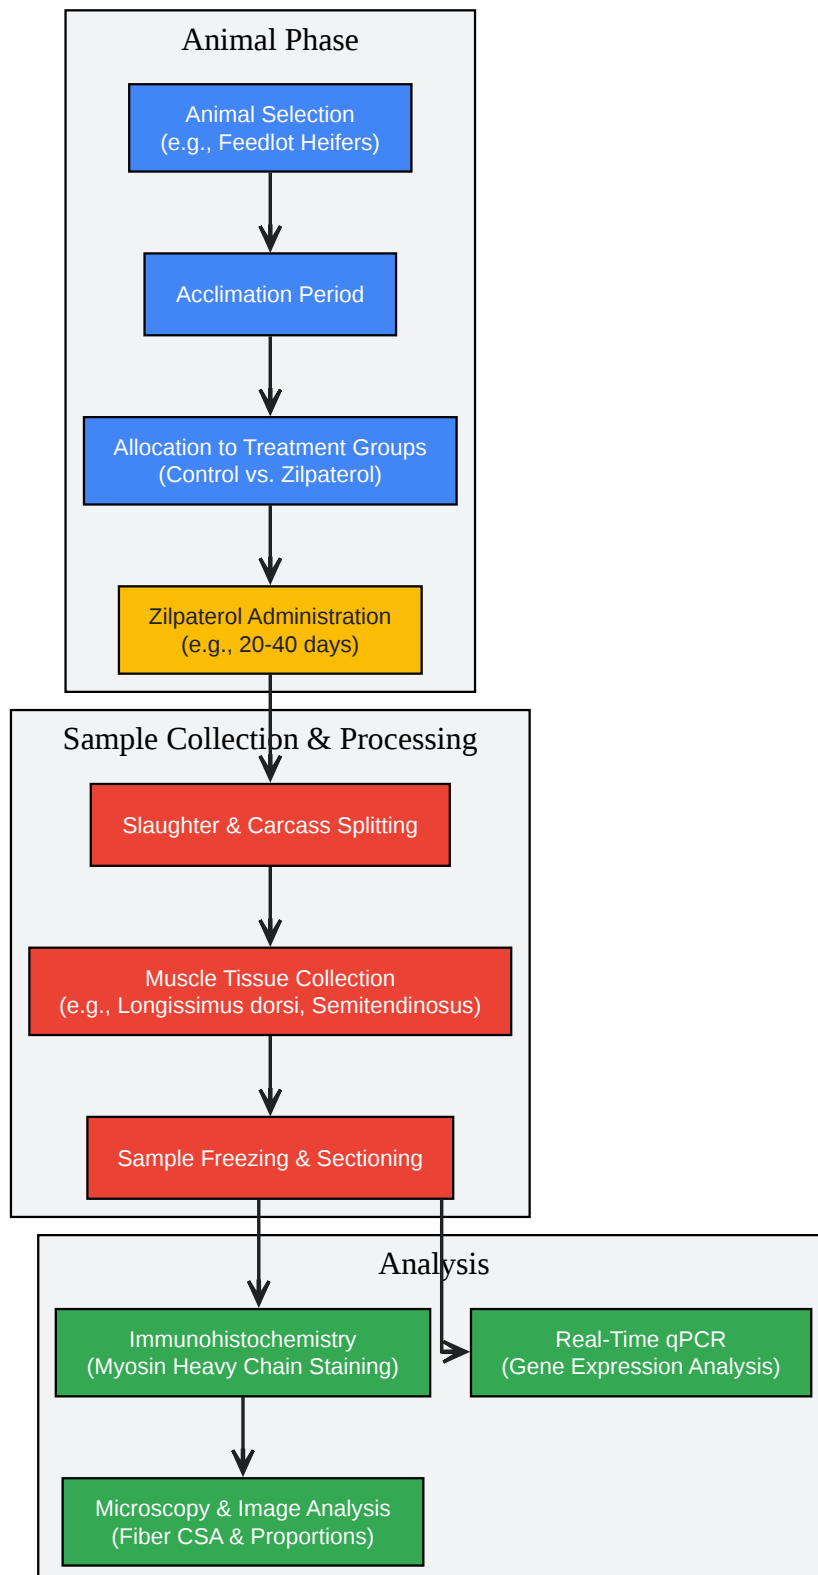 Animal Phase
Animal Selection
(e.g., Feedlot Heifers)
Acclimation Period
Allocation to Treatment Groups
(Control vs. Zilpaterol)
Zilpaterol Administration
(e.g., 20-40 days)
Sample Collection & Processing
Slaughter & Carcass Splitting
Muscle Tissue Collection
(e.g., Longissimus dorsi, Semitendinosus)
Sample Freezing & Sectioning
Analysis
Immunohistochemistry
(Myosin Heavy Chain Staining)
Real-Time qPCR
(Gene Expression Analysis)
Microscopy & Image Analysis
(Fiber CSA & Proportions)